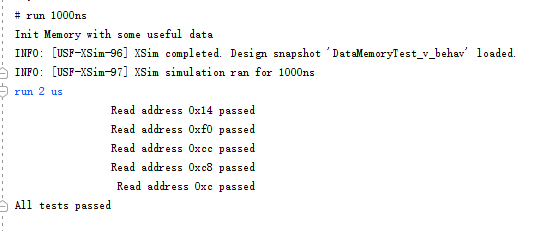 # run 1000ns
Init Memory with some useful data
INFO: [USF-XSim-96] XSim completed. Design snapshot 'DataMemoryTest_v_behav' loaded.
INFO: [USF-XSim-97] XSim simulation ran for 1000ns
run 2 us
Read address 0x14 passed
Read address 0xf0 passed
Read address 0xcc passed
Read address 0xc8 passed
Read address 0xc passed
All tests passed